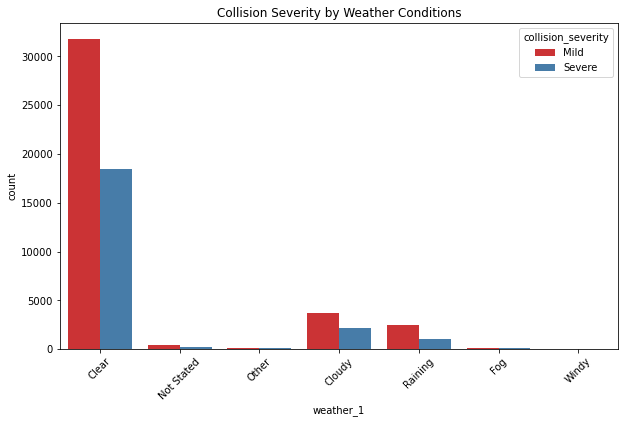 Collision Severity by Weather Conditions
collision_severity
Mild
Severe
count
30000
25000
20000
15000
10000
5000
0
Clear
Not Stated
Other
Cloudy
Raining
Fog
Windy
weather_1